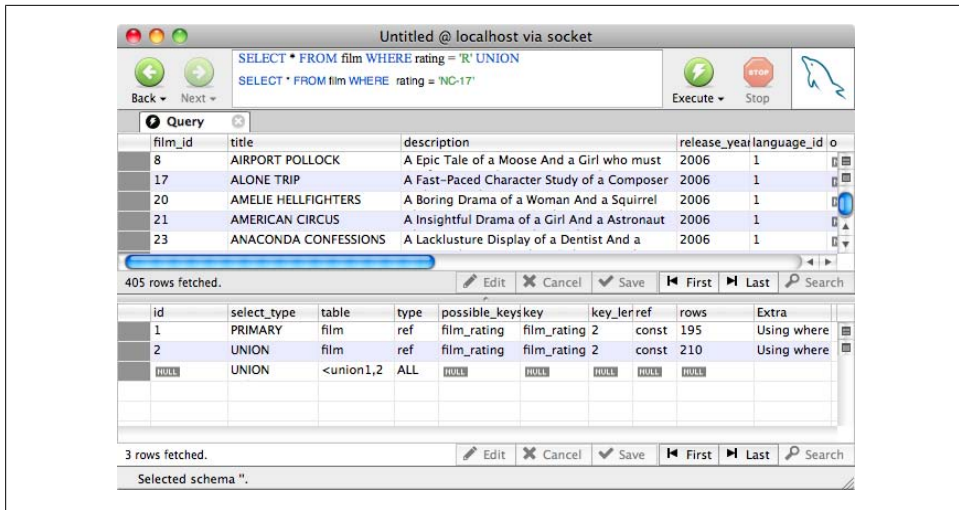 Untitled @ localhost via socket
SELECT * FROM film WHERE rating = 'R' UNION
SELECT * FROM film WHERE rating = 'NC-17'
Back Next Execute STOP Stop
Query
film_id title description release_year language_id o
8 AIRPORT POLLOCK A Epic Tale of a Moose And a Girl who must 2006 1
17 ALONE TRIP A Fast-Paced Character Study of a Composer 2006 1
20 AMELIE HELLFIGHTERS A Boring Drama of a Woman And a Squirrel 2006 1
21 AMERICAN CIRCUS A Insightful Drama of a Girl And a Astronaut 2006 1
23 ANACONDA CONFESSIONS A Lacklusture Display of a Dentist And a 2006 1
405 rows fetched. Edit Cancel Save First Last Search
id select_type table type possible_keys key key_len ref rows Extra
1 PRIMARY film ref film_rating film_rating 2 const 195 Using where
2 UNION film ref film_rating film_rating 2 const 210 Using where
NULL UNION <union1,2 ALL NULL NULL NULL NULL NULL
3 rows fetched. Edit Cancel Save First Last Search
Selected schema ''.